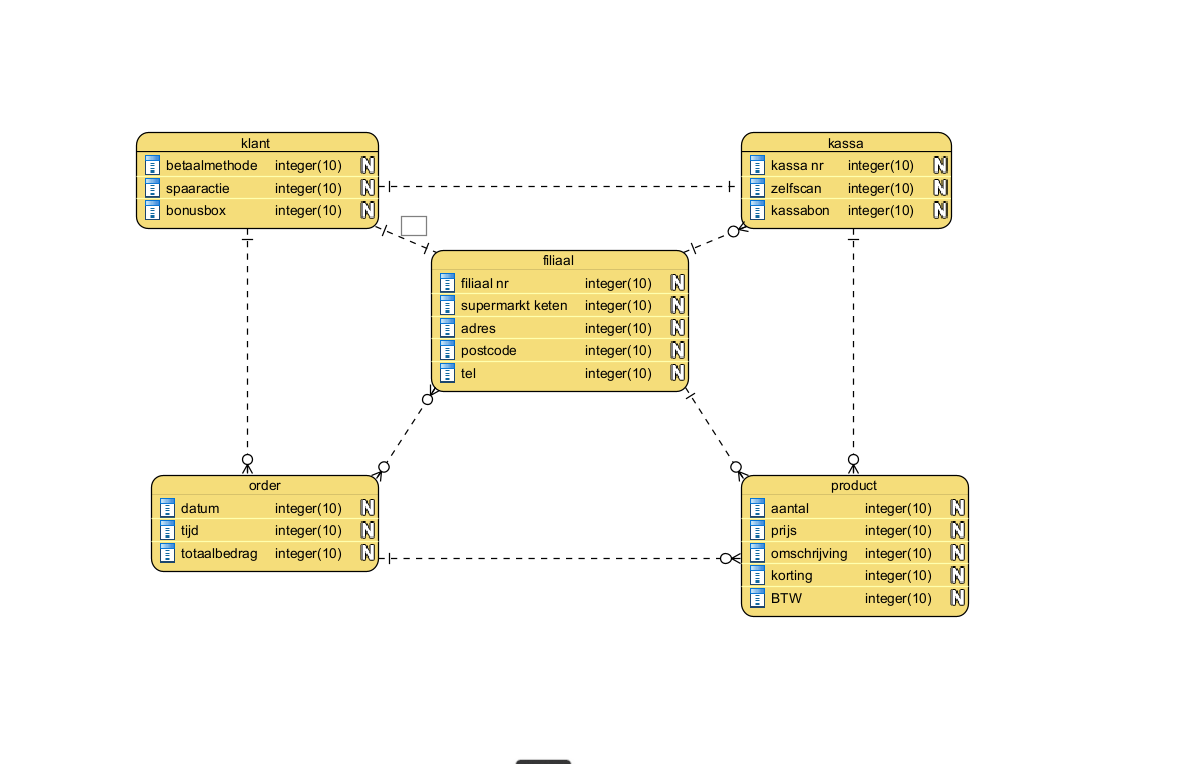 klant
betaalmethode integer(10) N
spaaractie integer(10) N
bonusbox integer(10) N
kassa
kassa nr integer(10) N
zelfscan integer(10) N
kassabon integer(10) N
filiaal
filiaal nr integer(10) N
supermarkt keten integer(10) N
adres integer(10) N
postcode integer(10) N
tel integer(10) N
order
datum integer(10) N
tijd integer(10) N
totaalbedrag integer(10) N
product
aantal integer(10) N
prijs integer(10) N
omschrijving integer(10) N
korting integer(10) N
BTW integer(10) N